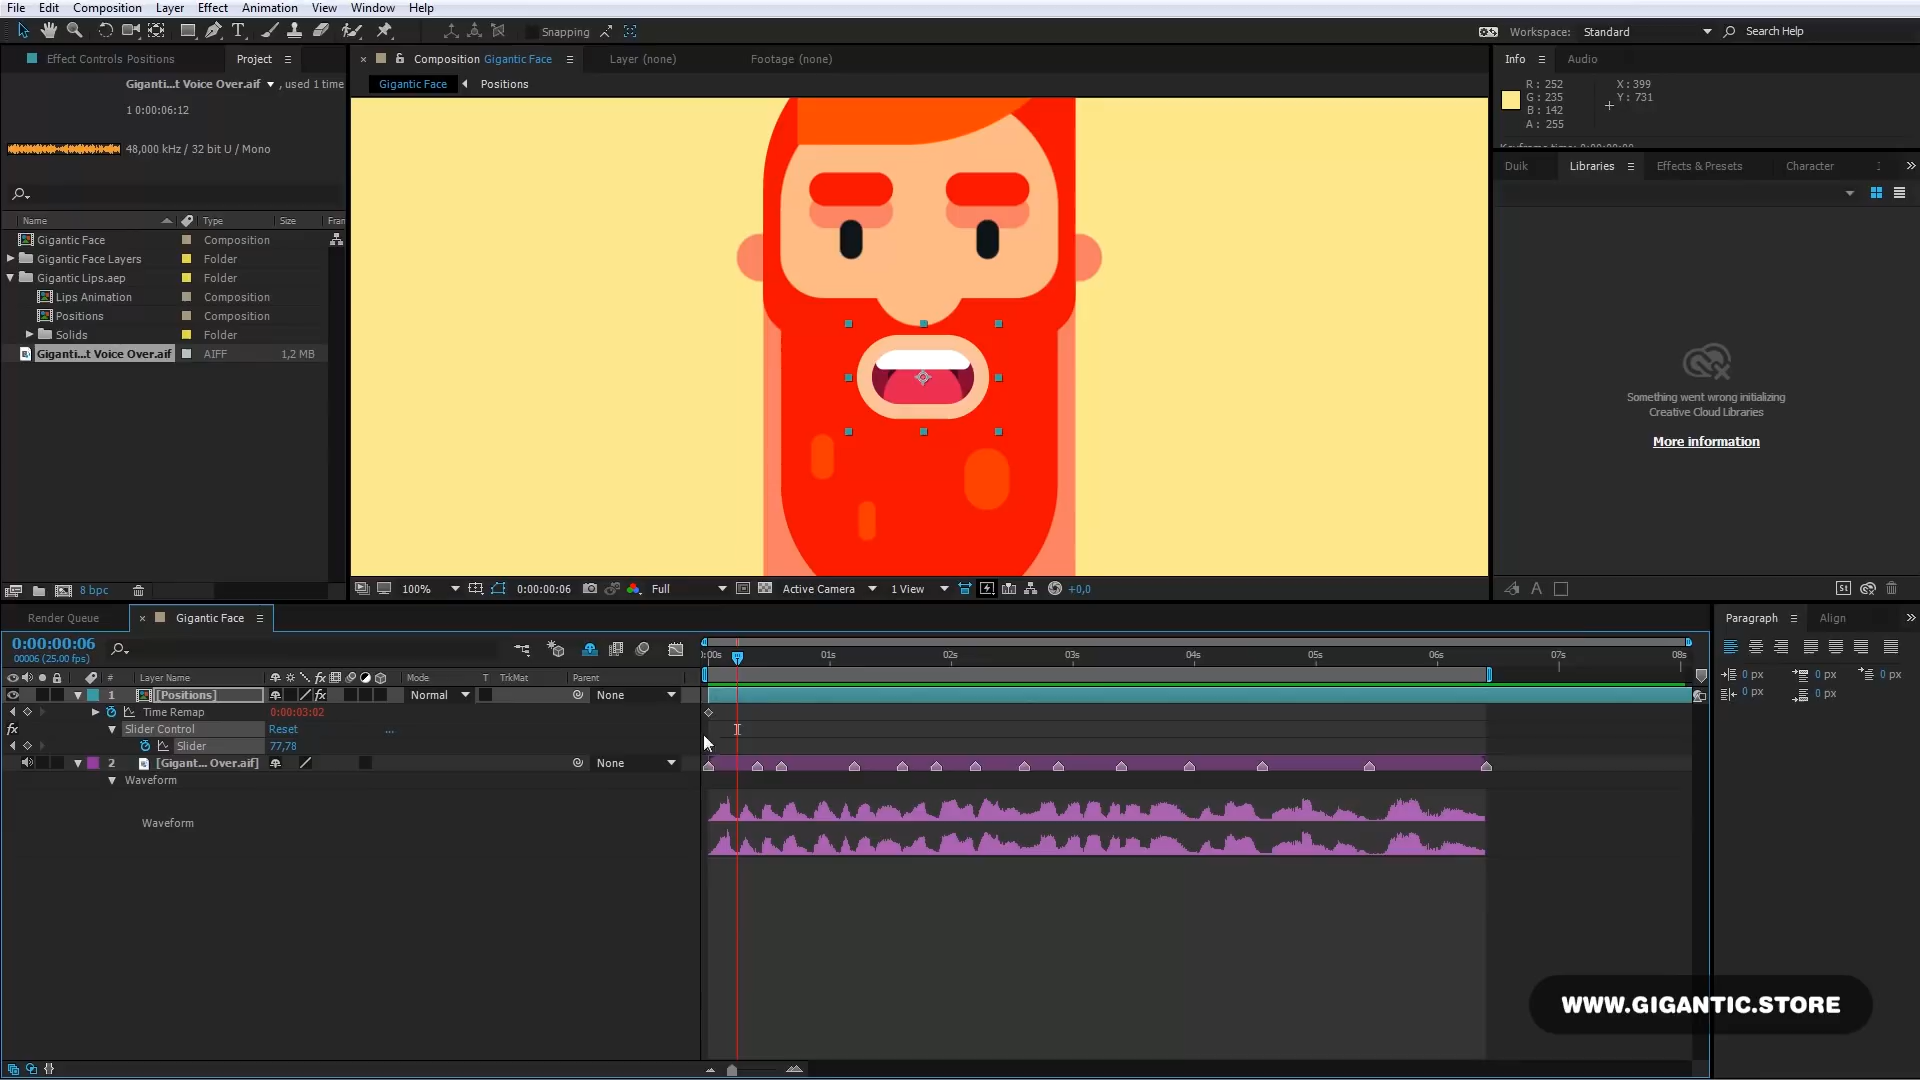 File Edit Composition Layer Effect Animation View Window Help
Snapping
Workspace: Standard
Search Help
Effect Controls Positions
Project
Composition Gigantic Face
Layer (none)
Footage (none)
Info
Audio
Giganti...t Voice Over.aif , used 1 time
1 0:00:06:12
48,000 kHz / 32 bit U / Mono
Gigantic Face
Positions
R : 252
G : 235
B : 142
A : 255
X : 399
Y : 731
Duik
Libraries
Effects & Presets
Character
Name Type Size Fran
Gigantic Face Composition
Gigantic Face Layers Folder
Gigantic Lips.aep Folder
Lips Animation Composition
Positions Composition
Solids Folder
Giganti...t Voice Over.aif AIFF 1,2 MB
Something went wrong initializing
Creative Cloud Libraries
More information
8 bpc
100%
0:00:00:06
Full
Active Camera
1 View
+0,0
St
A
Render Queue
Gigantic Face
Paragraph
Align
0:00:00:06
00006 (25.00 fps)
:00s 01s 02s 03s 04s 05s 06s 07s 08s
0 px 0 px 0 px
0 px 0 px
# Layer Name Mode T TrkMat Parent
1 [Positions] Normal None
Time Remap 0:00:03:02
fx Slider Control Reset ...
Slider 77,78
2 [Gigant... Over.aif] None
Waveform
Waveform
WWW.GIGANTIC.STORE